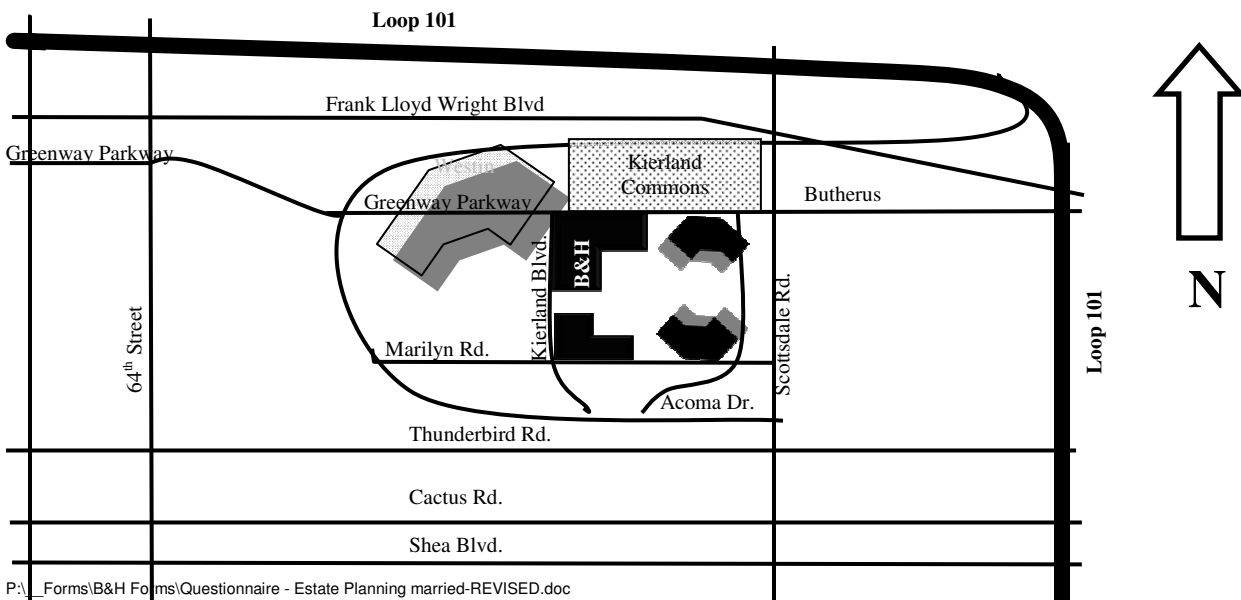 Loop 101
Frank Lloyd Wright Blvd
Greenway Parkway
Westin
Kierland
Commons
Greenway Parkway
Butherus
B&H
Kierland Blvd.
N
64th Street
Scottsdale Rd.
Loop 101
Marilyn Rd.
Acoma Dr.
Thunderbird Rd.
Cactus Rd.
Shea Blvd.
P:\__Forms\B&H Forms\Questionnaire - Estate Planning married-REVISED.doc